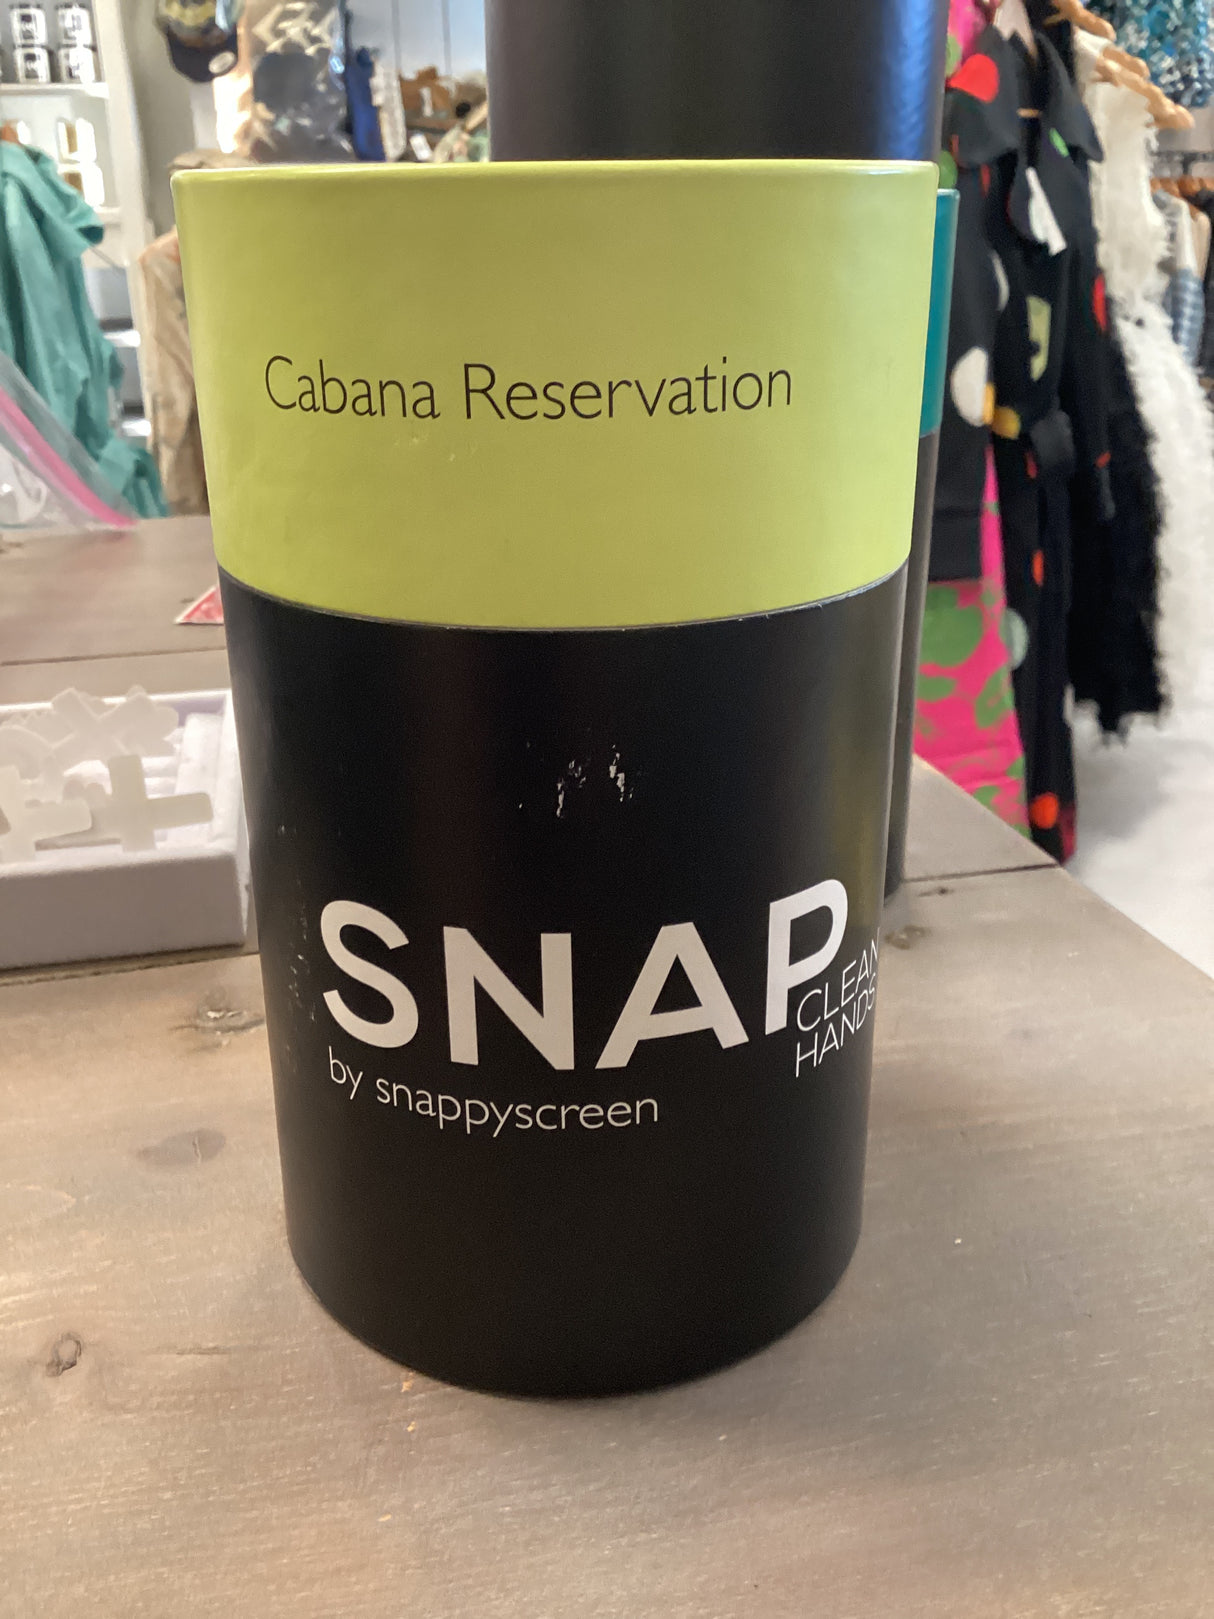 Cabana Reservation
SNAP
CLEAN
HANDS
by snappyscreen